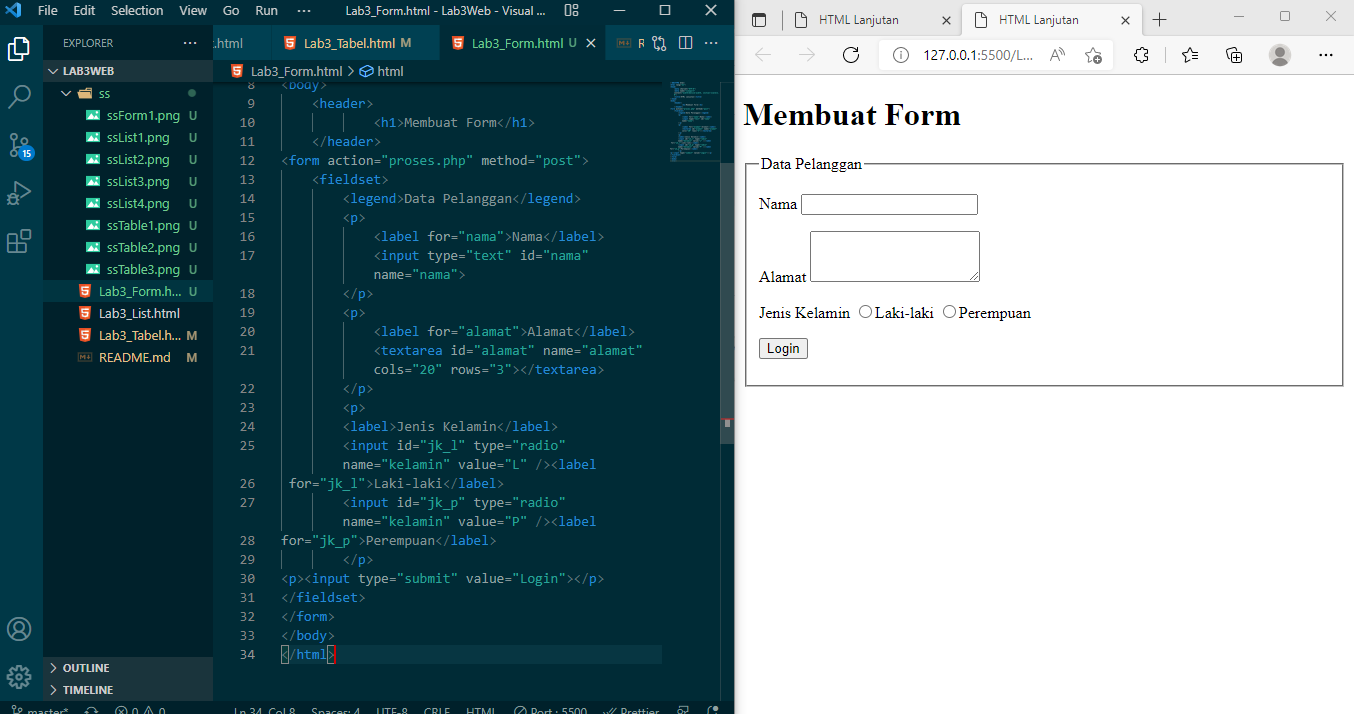 File Edit Selection View Go Run ··· Lab3_Form.html - Lab3Web - Visual ...
EXPLORER ···
LAB3WEB
ss
ssForm1.png U
ssList1.png U
ssList2.png U
ssList3.png U
ssList4.png U
ssTable1.png U
ssTable2.png U
ssTable3.png U
Lab3_Form.h... U
Lab3_List.html
Lab3_Tabel.h... M
README.md M
OUTLINE
TIMELINE
15
.html Lab3_Tabel.html M Lab3_Form.html U R ···
Lab3_Form.html > html
8 <body>
9 <header>
10 <h1>Membuat Form</h1>
11 </header>
12 <form action="proses.php" method="post">
13 <fieldset>
14 <legend>Data Pelanggan</legend>
15 <p>
16 <label for="nama">Nama</label>
17 <input type="text" id="nama"
name="nama">
18 </p>
19 <p>
20 <label for="alamat">Alamat</label>
21 <textarea id="alamat" name="alamat"
cols="20" rows="3"></textarea>
22 </p>
23 <p>
24 <label>Jenis Kelamin</label>
25 <input id="jk_l" type="radio"
name="kelamin" value="L" /><label
26 for="jk_l">Laki-laki</label>
27 <input id="jk_p" type="radio"
name="kelamin" value="P" /><label
28 for="jk_p">Perempuan</label>
29 </p>
30 <p><input type="submit" value="Login"></p>
31 </fieldset>
32 </form>
33 </body>
34 </html>
master* 0 0 Ln 34, Col 8 Spaces: 4 UTF-8 CRLF HTML Port : 5500 Prettier
HTML Lanjutan HTML Lanjutan
127.0.0.1:5500/L...
Membuat Form
Data Pelanggan
Nama
Alamat
Jenis Kelamin Laki-laki Perempuan
Login